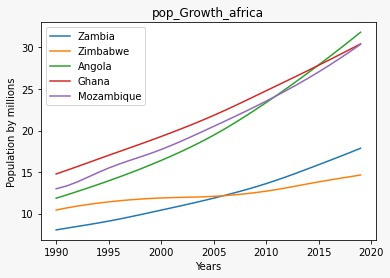 pop_Growth_africa
Zambia
Zimbabwe
Angola
Ghana
Mozambique
Population by millions
30
25
20
15
10
1990
1995
2000
2005
2010
2015
2020
Years